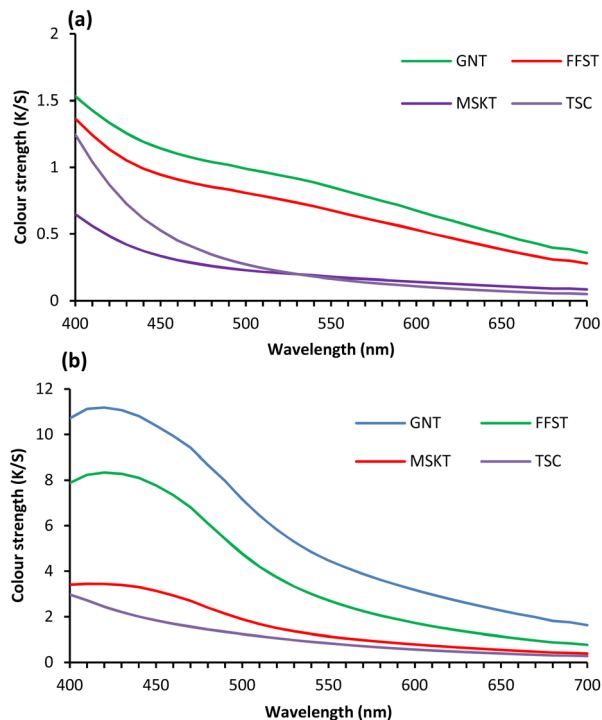 (a)
GNT FFST
MSKT TSC
Colour strength (K/S)
2
1.5
1
0.5
0
400 450 500 550 600 650 700
Wavelength (nm)
(b)
GNT FFST
MSKT TSC
Colour strength (K/S)
12
10
8
6
4
2
0
400 450 500 550 600 650 700
Wavelength (nm)